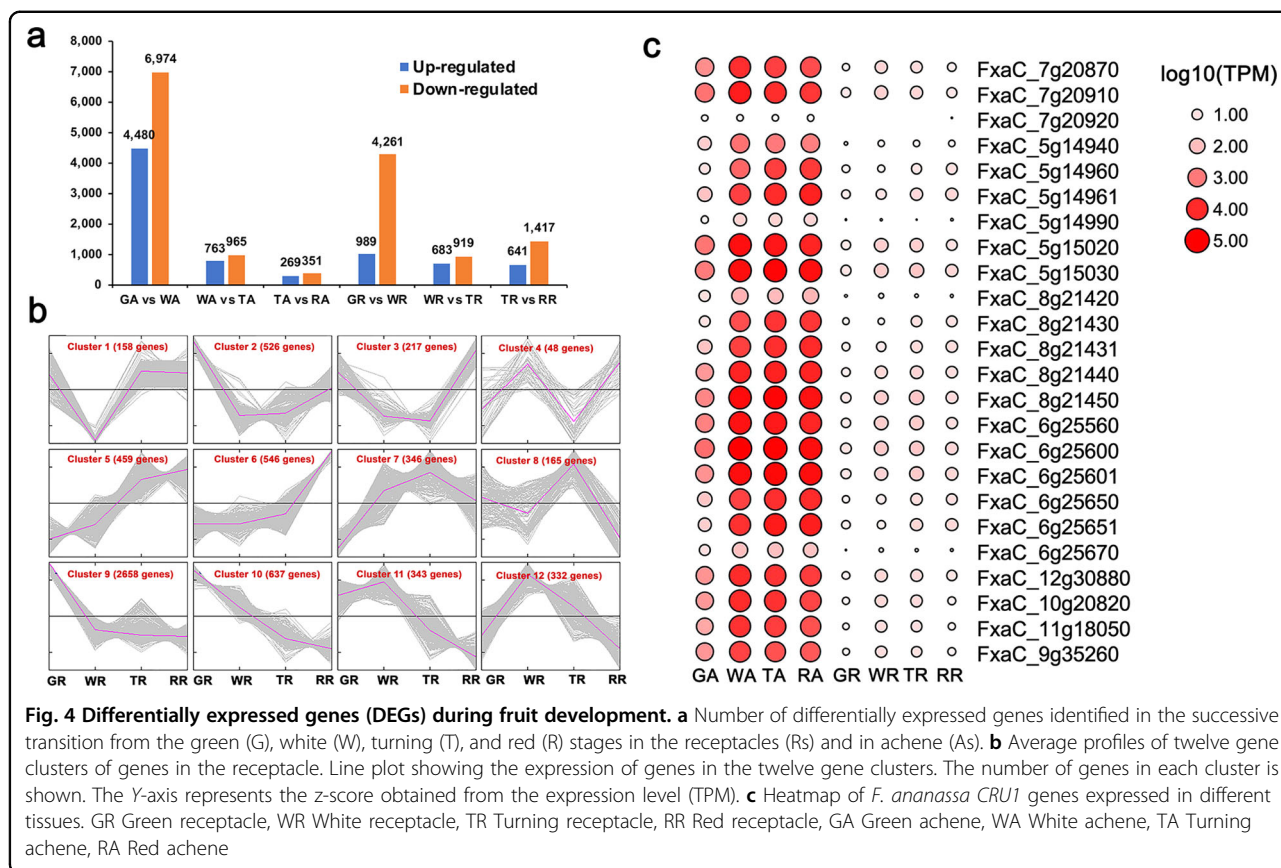 a
8,000
7,000
6,000
5,000
4,000
3,000
2,000
1,000
0
6,974
4,480
763 965
269 351
989
4,261
683 919
641
1,417
Up-regulated
Down-regulated
GA vs WA WA vs TA TA vs RA GR vs WR WR vs TR TR vs RR
b
Cluster 1 (158 genes) Cluster 2 (526 genes) Cluster 3 (217 genes) Cluster 4 (48 genes)
Cluster 5 (459 genes) Cluster 6 (546 genes) Cluster 7 (346 genes) Cluster 8 (165 genes)
Cluster 9 (2658 genes) Cluster 10 (637 genes) Cluster 11 (343 genes) Cluster 12 (332 genes)
GR WR TR RR GR WR TR RR GR WR TR RR GR WR TR RR
c
FxaC_7g20870
FxaC_7g20910
FxaC_7g20920
FxaC_5g14940
FxaC_5g14960
FxaC_5g14961
FxaC_5g14990
FxaC_5g15020
FxaC_5g15030
FxaC_8g21420
FxaC_8g21430
FxaC_8g21431
FxaC_8g21440
FxaC_8g21450
FxaC_6g25560
FxaC_6g25600
FxaC_6g25601
FxaC_6g25650
FxaC_6g25651
FxaC_6g25670
FxaC_12g30880
FxaC_10g20820
FxaC_11g18050
FxaC_9g35260
GA WA TA RA GR WR TR RR
log10(TPM)
1.00
2.00
3.00
4.00
5.00
Fig. 4 Differentially expressed genes (DEGs) during fruit development. a Number of differentially expressed genes identified in the successive
transition from the green (G), white (W), turning (T), and red (R) stages in the receptacles (Rs) and in achene (As). b Average profiles of twelve gene
clusters of genes in the receptacle. Line plot showing the expression of genes in the twelve gene clusters. The number of genes in each cluster is
shown. The Y-axis represents the z-score obtained from the expression level (TPM). c Heatmap of F. ananassa CRU1 genes expressed in different
tissues. GR Green receptacle, WR White receptacle, TR Turning receptacle, RR Red receptacle, GA Green achene, WA White achene, TA Turning
achene, RA Red achene